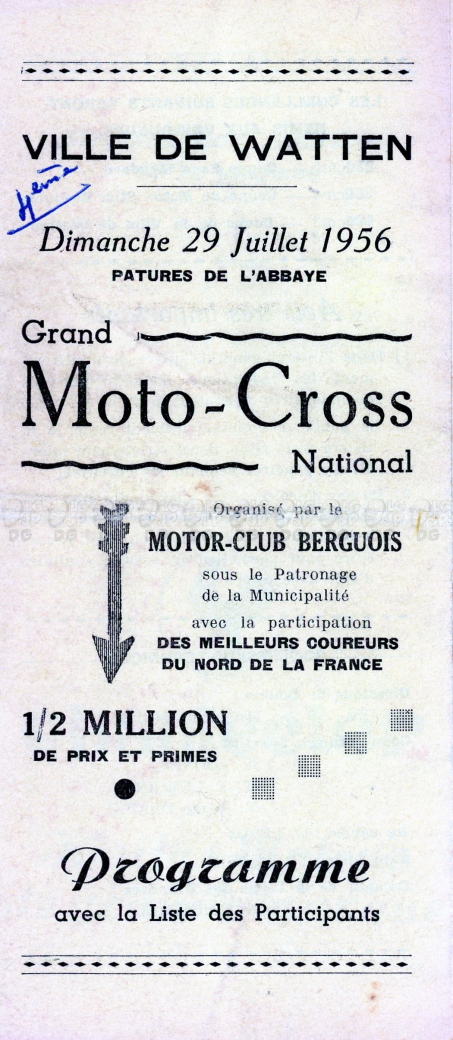 VILLE DE WATTEN
4ème
Dimanche 29 Juillet 1956
PATURES DE L'ABBAYE
Grand
Moto-Cross
National
Organisé par le
MOTOR-CLUB BERGUOIS
sous le Patronage
de la Municipalité
avec la participation
DES MEILLEURS COUREURS
DU NORD DE LA FRANCE
1/2 MILLION
DE PRIX ET PRIMES
Programme
avec la Liste des Participants